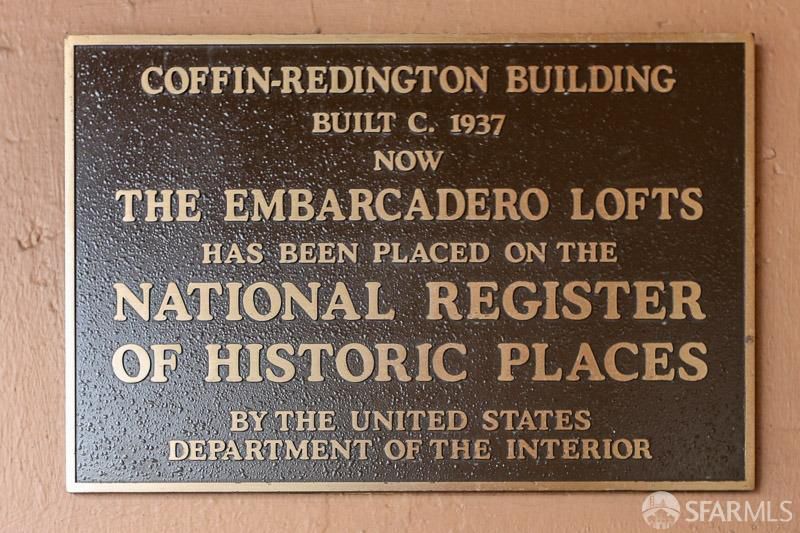 COFFIN-REDINGTON BUILDING
BUILT C. 1937
NOW
THE EMBARCADERO LOFTS
HAS BEEN PLACED ON THE
NATIONAL REGISTER
OF HISTORIC PLACES
BY THE UNITED STATES
DEPARTMENT OF THE INTERIOR
SFARMLS